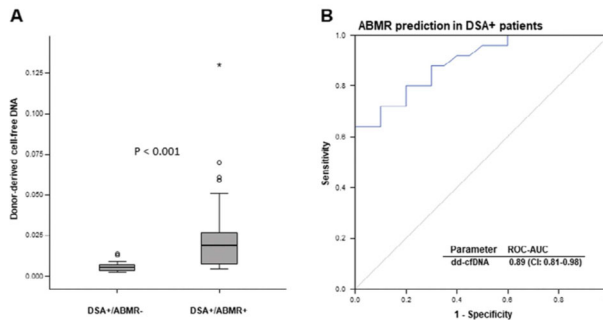 A
Donor-derived cell-free DNA
0.125
0.100
0.075
0.050
0.025
0.000
P < 0.001
*
DSA+/ABMR-
DSA+/ABMR+
B
ABMR prediction in DSA+ patients
Sensitivity
1.0
0.8
0.6
0.4
0.2
0.0
Parameter ROC-AUC
dd-cfDNA 0.89 (CI: 0.81-0.98)
0.0 0.2 0.4 0.6 0.8
1 - Specificity